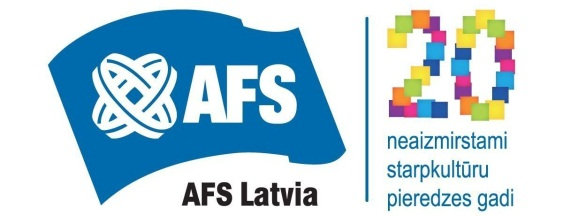 AFS
AFS Latvia
20
neaizmirstami
starpkultūru
pieredzes gadi